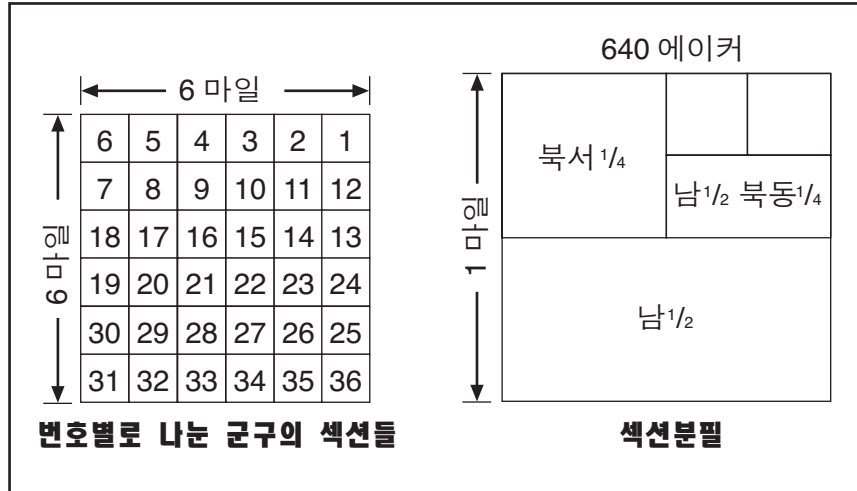 6 마일
6 마일
6 5 4 3 2 1
7 8 9 10 11 12
18 17 16 15 14 13
19 20 21 22 23 24
30 29 28 27 26 25
31 32 33 34 35 36
번호별로 나눈 군구의 섹션들
640 에이커
1 마일
북서 1/4
남1/2 북동1/4
남1/2
섹션분필